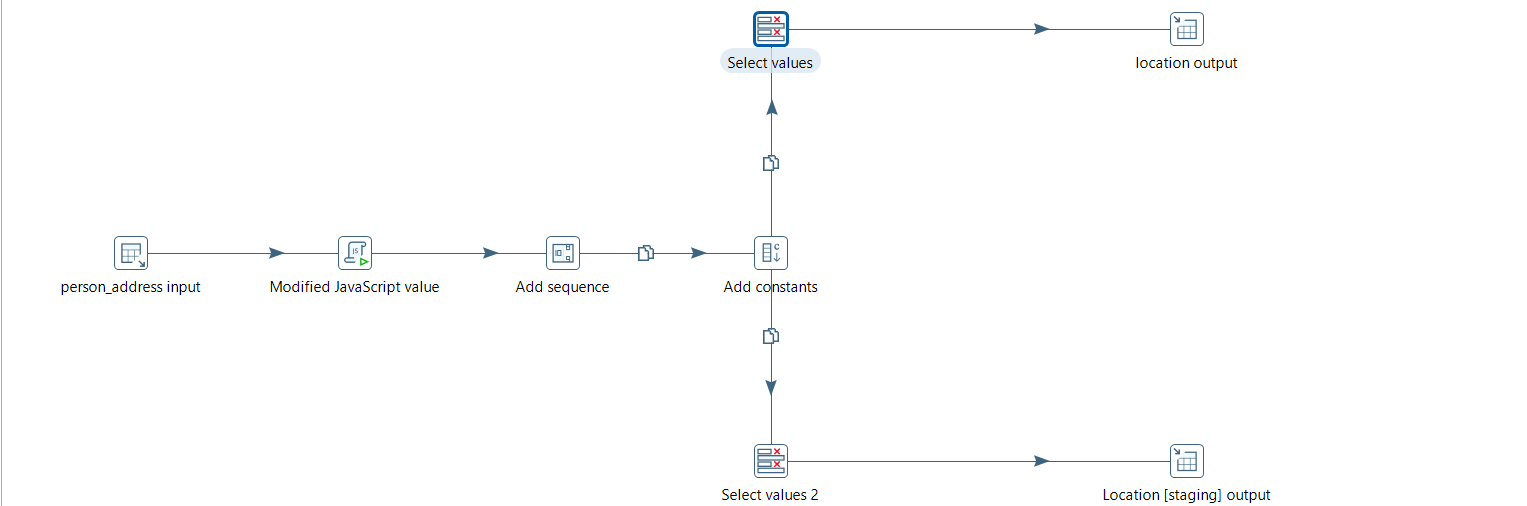 Select values
location output
person_address input
Modified JavaScript value
Add sequence
Add constants
Select values 2
Location [staging] output